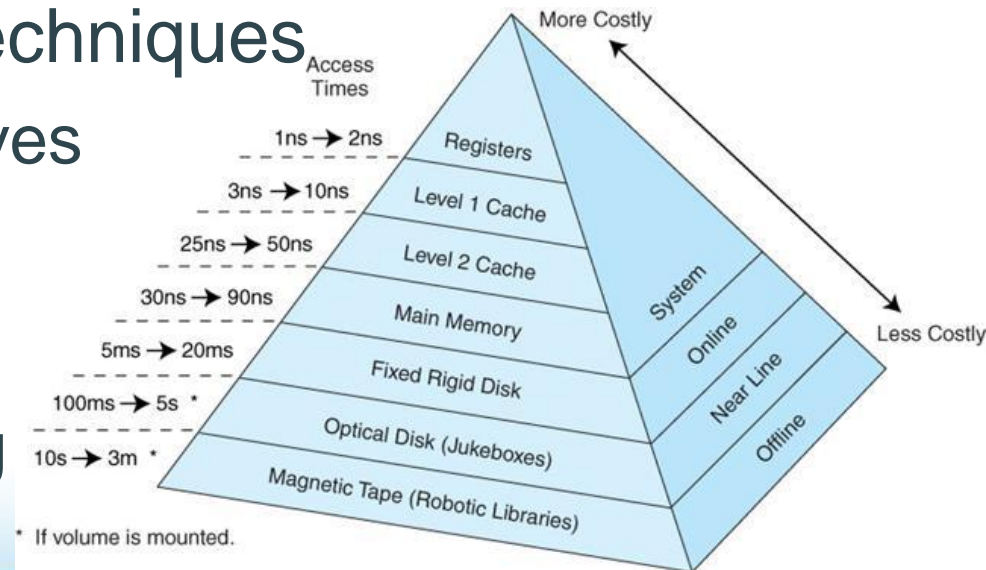 echniques
ves
g
Access
Times
1ns → 2ns
3ns → 10ns
25ns → 50ns
30ns → 90ns
5ms → 20ms
100ms → 5s *
10s → 3m *
* If volume is mounted.
Registers
Level 1 Cache
Level 2 Cache
Main Memory
Fixed Rigid Disk
Optical Disk (Jukeboxes)
Magnetic Tape (Robotic Libraries)
System
Online
Near Line
Offline
More Costly
Less Costly